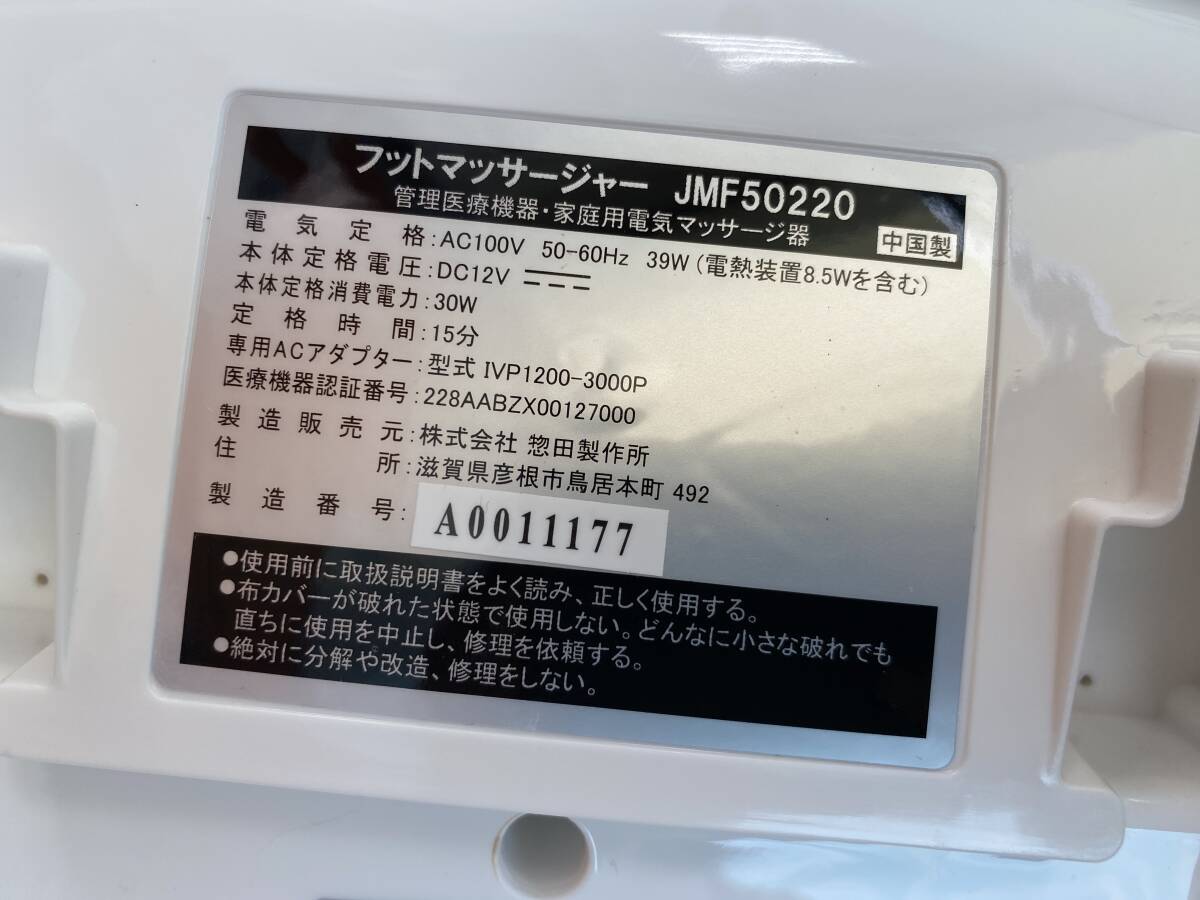 フットマッサージャー JMF50220
管理医療機器・家庭用電気マッサージ器
中国製
電気定格:AC100V 50-60Hz 39W(電熱装置8.5Wを含む)
本体定格電圧:DC12V
本体定格消費電力:30W
定格時間:15分
専用ACアダプター:型式 IVP1200-3000P
医療機器認証番号:228AABZX00127000
製造販売元:株式会社 惣田製作所
住所:滋賀県彦根市鳥居本町 492
製造番号:A0011177
●使用前に取扱説明書をよく読み、正しく使用する。
●布カバーが破れた状態で使用しない。どんなに小さな破れでも
直ちに使用を中止し、修理を依頼する。
●絶対に分解や改造、修理をしない。